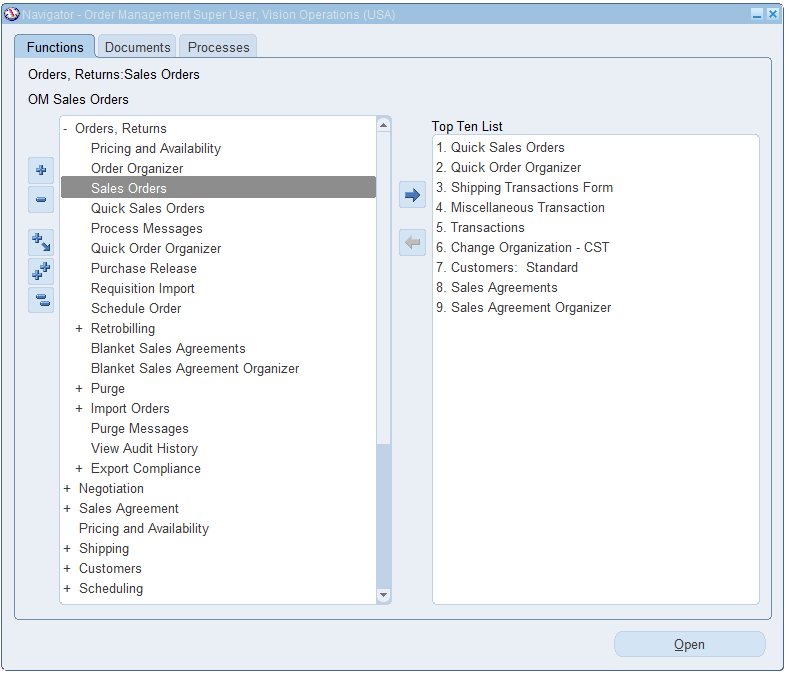 Navigator - Order Management Super User, Vision Operations (USA)
Functions
Documents
Processes
Orders, Returns:Sales Orders
OM Sales Orders
- Orders, Returns
Pricing and Availability
Order Organizer
Sales Orders
Quick Sales Orders
Process Messages
Quick Order Organizer
Purchase Release
Requisition Import
Schedule Order
+ Retrobilling
Blanket Sales Agreements
Blanket Sales Agreement Organizer
+ Purge
+ Import Orders
Purge Messages
View Audit History
+ Export Compliance
+ Negotiation
+ Sales Agreement
Pricing and Availability
+ Shipping
+ Customers
+ Scheduling
Top Ten List
1. Quick Sales Orders
2. Quick Order Organizer
3. Shipping Transactions Form
4. Miscellaneous Transaction
5. Transactions
6. Change Organization - CST
7. Customers:  Standard
8. Sales Agreements
9. Sales Agreement Organizer
Open